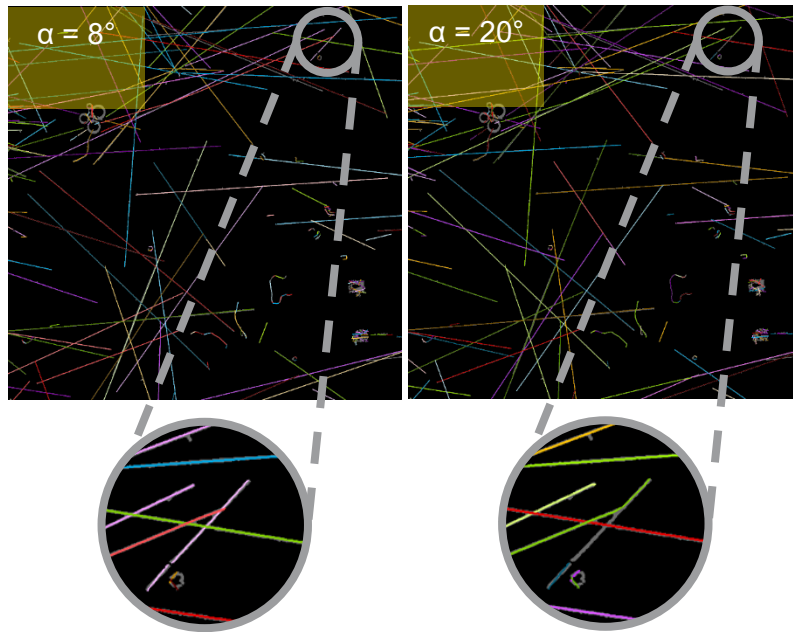 α = 8°
α = 20°